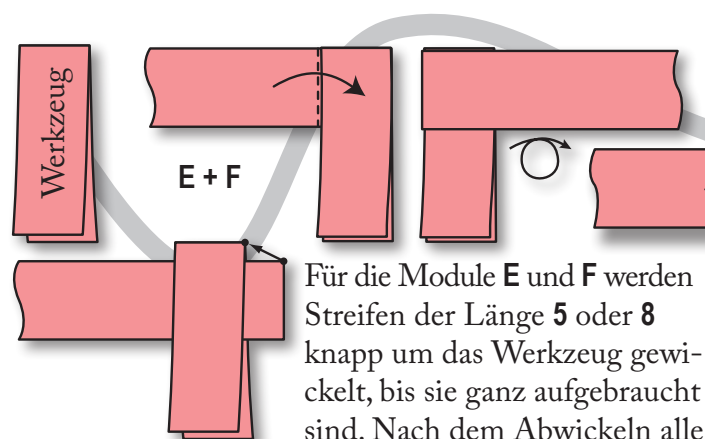 Werkzeug
E + F
Für die Module E und F werden
Streifen der Länge 5 oder 8
knapp um das Werkzeug gewi-
ckelt, bis sie ganz aufgebraucht
sind. Nach dem Abwickeln alle